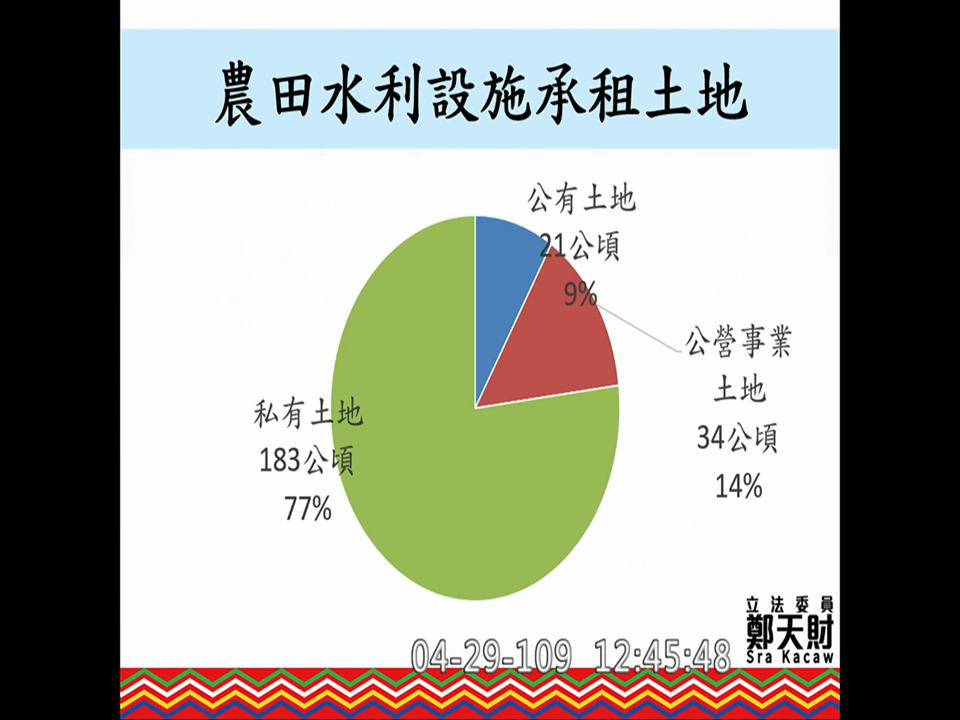 農田水利設施承租土地
公有土地
21公頃
9%
公營事業
土地
34公頃
14%
私有土地
183公頃
77%
立法委員
鄭天財
Sra Kacaw
04-29-109 12:45:48